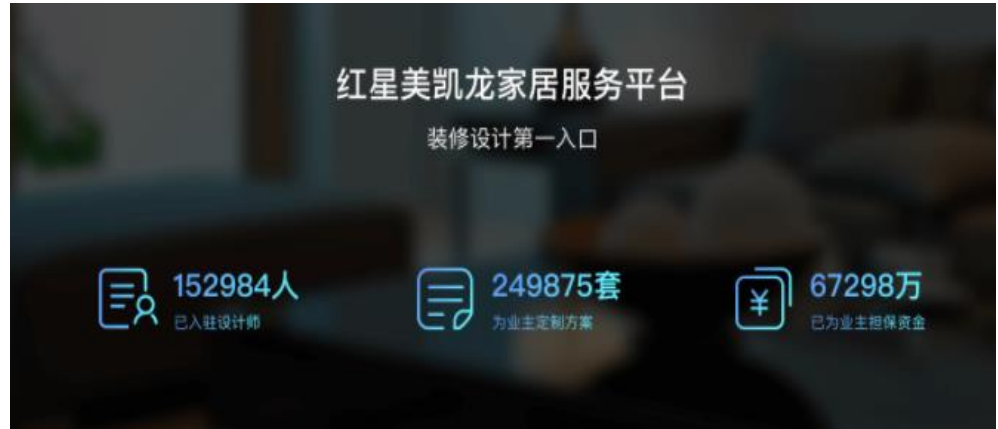 红星美凯龙家居服务平台
装修设计第一入口
152984人
已入驻设计师
249875套
为业主定制方案
¥
67298万
已为业主担保资金